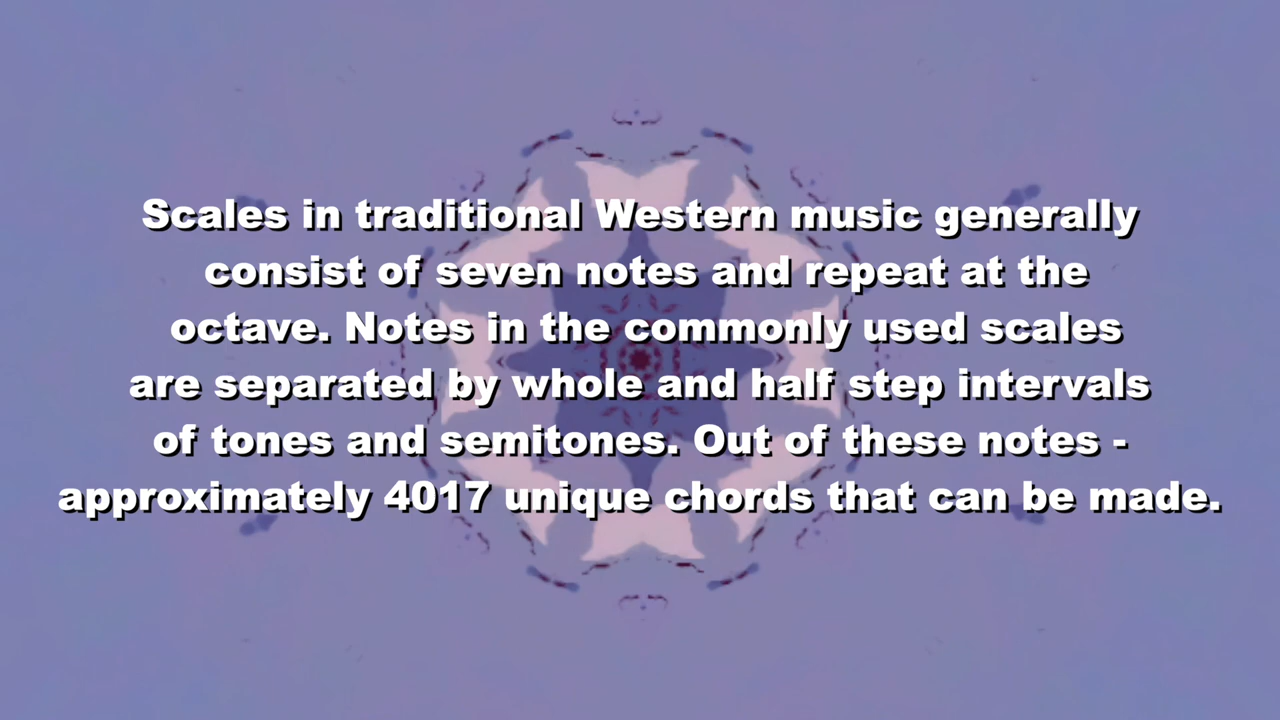 Scales in traditional Western music generally
consist of seven notes and repeat at the
octave. Notes in the commonly used scales
are separated by whole and half step intervals
of tones and semitones. Out of these notes -
approximately 4017 unique chords that can be made.